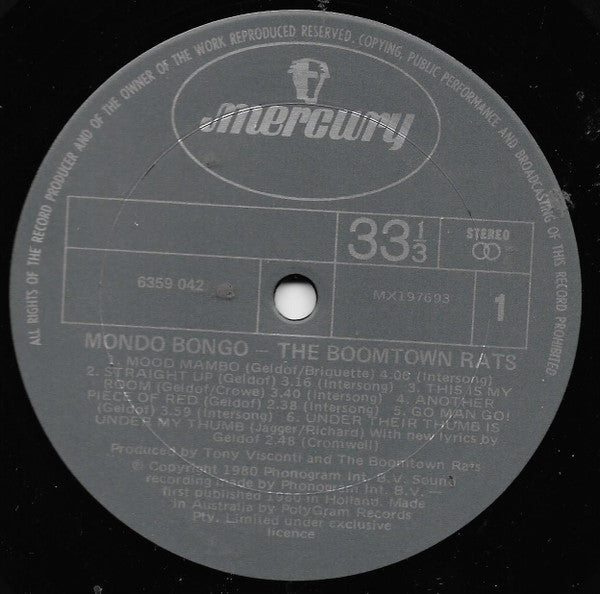 ALL RIGHTS OF THE RECORD PRODUCER AND OF THE OWNER OF THE WORK REPRODUCED RESERVED. COPYING, PUBLIC PERFORMANCE AND BROADCASTING OF THIS RECORD PROHIBITED
mercury
33 1/3
STEREO
6359 042
MX197693
1
MONDO BONGO — THE BOOMTOWN RATS
1. MOOD MAMBO (Geldof/Briquette) 4.06 (Intersong)
2. STRAIGHT UP (Geldof) 3.16 (Intersong) 3. THIS IS MY
ROOM (Geldof/Crowe) 3.40 (Intersong) 4. ANOTHER
PIECE OF RED (Geldof) 2.38 (Intersong) 5. GO MAN GO!
(Geldof) 3.59 (Intersong) 6. UNDER THEIR THUMB IS
UNDER MY THUMB (Jagger/Richard) With new lyrics by
Geldof 2.48 (Cromwell)
Produced by Tony Visconti and The Boomtown Rats
℗ Copyright 1980 Phonogram Int. B.V. Sound
recording made by Phonogram Int. B.V. —
first published 1980 in Holland. Made
in Australia by PolyGram Records
Pty. Limited under exclusive
licence